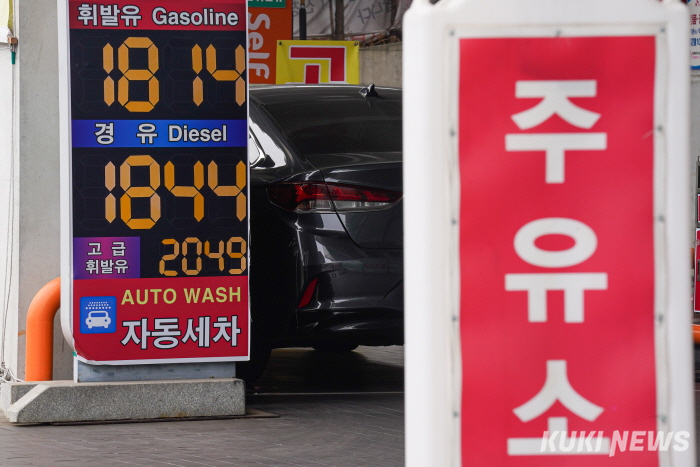 휘발유 Gasoline
1814
경 유 Diesel
1844
고 급
휘발유
2049
AUTO WASH
자동세차
Self
주
유
소
KUKI NEWS